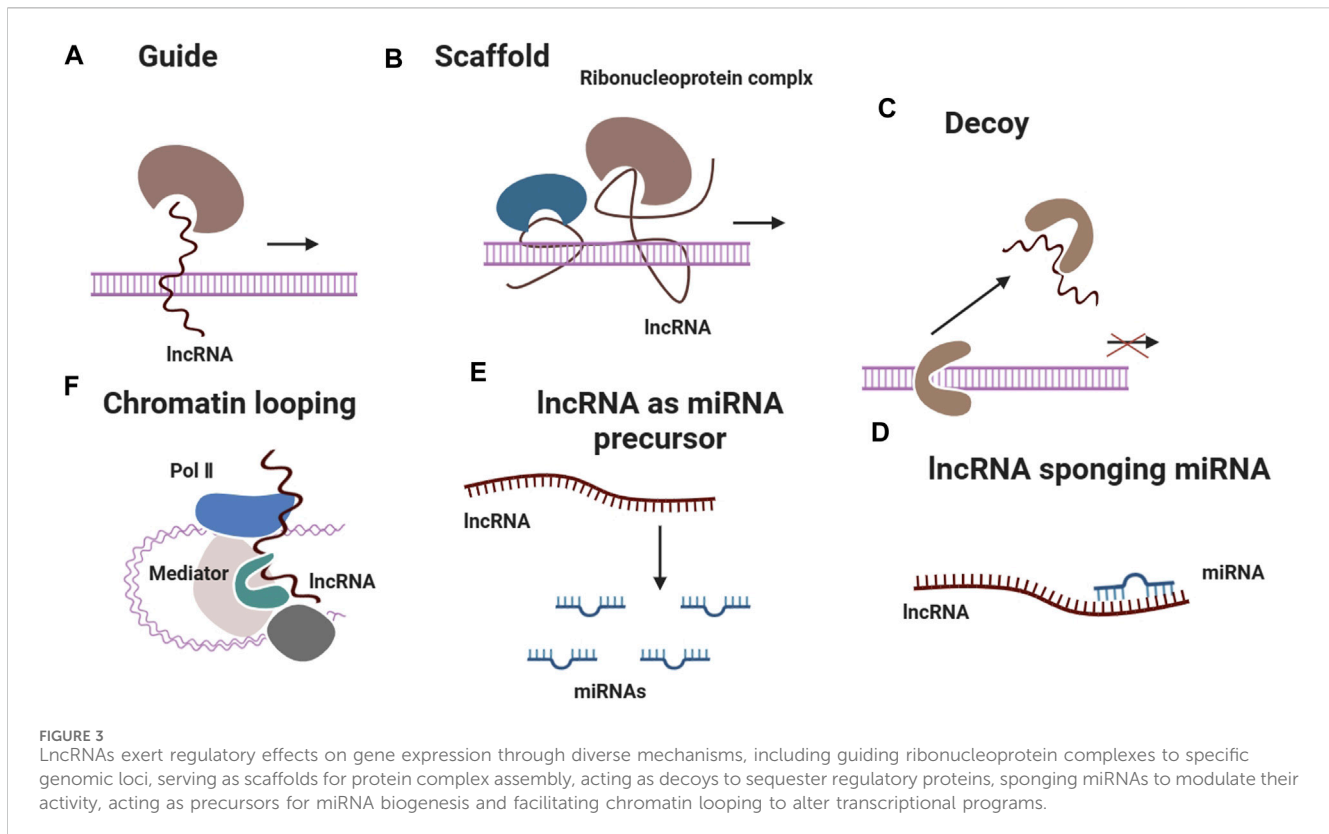 A
Guide
lncRNA
B
Scaffold
Ribonucleoprotein complx
lncRNA
C
Decoy
F
Chromatin looping
Pol II
Mediator
lncRNA
E
lncRNA as miRNA
precursor
lncRNA
miRNAs
D
lncRNA sponging miRNA
miRNA
lncRNA
FIGURE 3
LncRNAs exert regulatory effects on gene expression through diverse mechanisms, including guiding ribonucleoprotein complexes to specific
genomic loci, serving as scaffolds for protein complex assembly, acting as decoys to sequester regulatory proteins, sponging miRNAs to modulate their
activity, acting as precursors for miRNA biogenesis and facilitating chromatin looping to alter transcriptional programs.